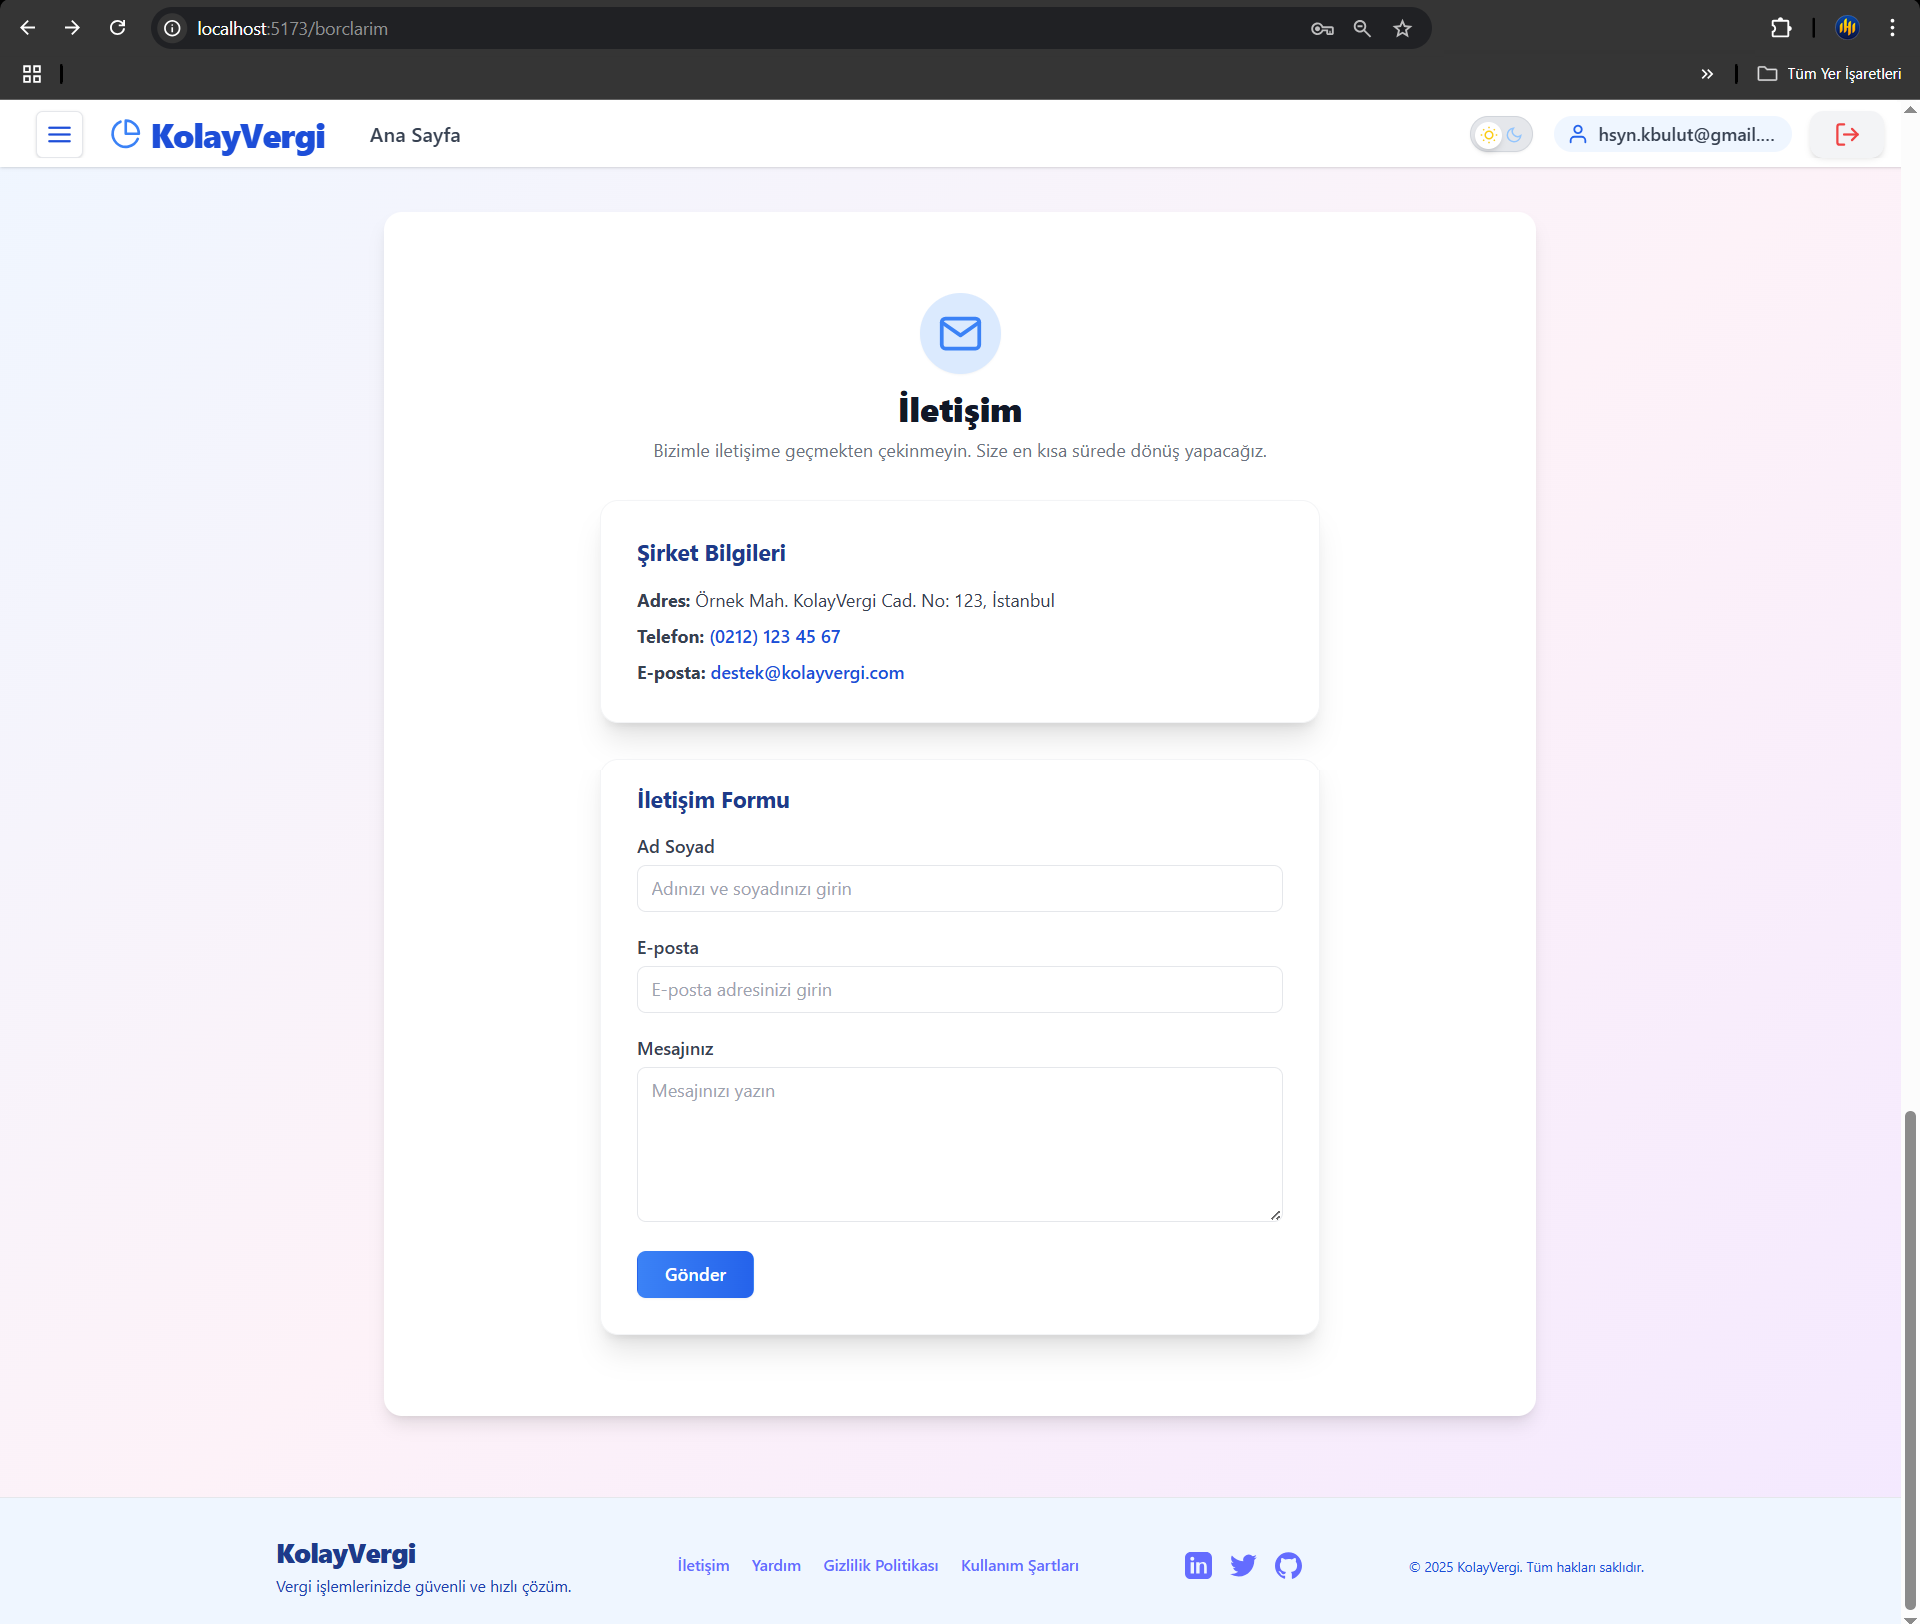 localhost:5173/borclarim
Tüm Yer İşaretleri
KolayVergi
Ana Sayfa
hsyn.kbulut@gmail....
İletişim
Bizimle iletişime geçmekten çekinmeyin. Size en kısa sürede dönüş yapacağız.
Şirket Bilgileri
Adres: Örnek Mah. KolayVergi Cad. No: 123, İstanbul
Telefon: (0212) 123 45 67
E-posta: destek@kolayvergi.com
İletişim Formu
Ad Soyad
Adınızı ve soyadınızı girin
E-posta
E-posta adresinizi girin
Mesajınız
Mesajınızı yazın
Gönder
KolayVergi
Vergi işlemlerinizde güvenli ve hızlı çözüm.
İletişim Yardım Gizlilik Politikası Kullanım Şartları
in
© 2025 KolayVergi. Tüm hakları saklıdır.